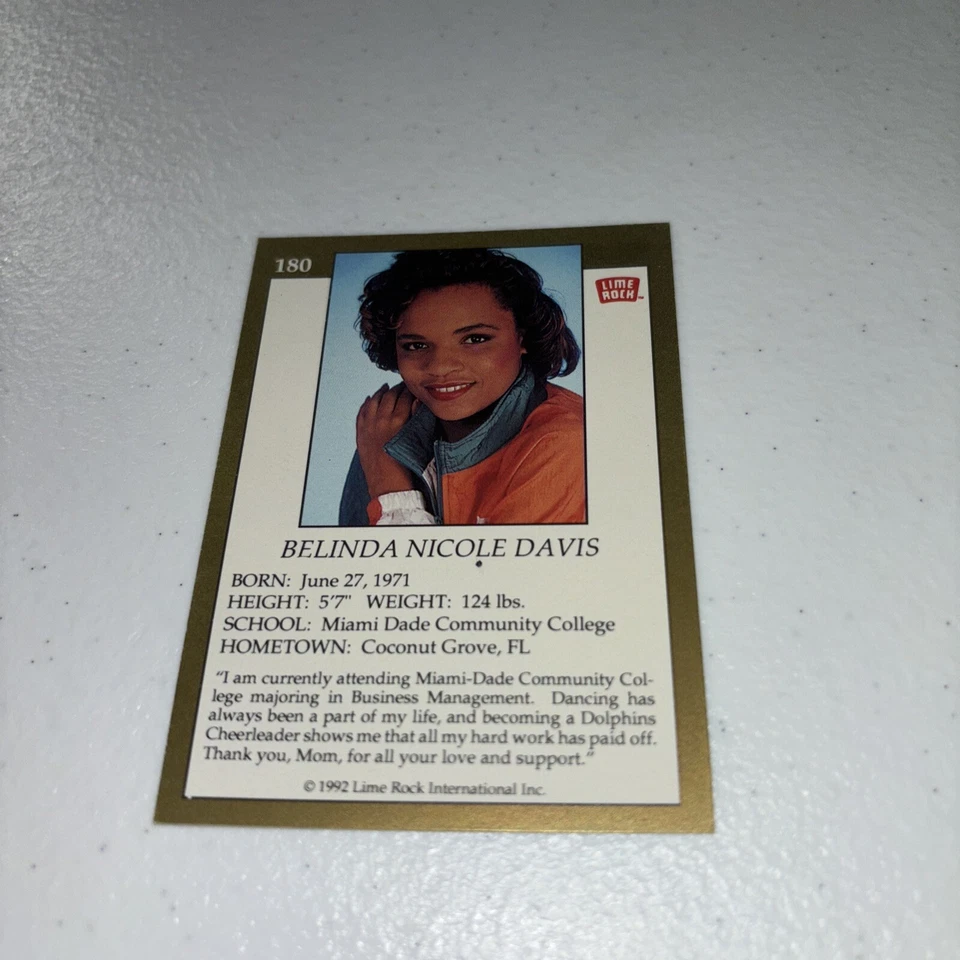 180
LIME
ROCK™
BELINDA NICOLE DAVIS
BORN: June 27, 1971
HEIGHT: 5'7" WEIGHT: 124 lbs.
SCHOOL: Miami Dade Community College
HOMETOWN: Coconut Grove, FL
"I am currently attending Miami-Dade Community Col-
lege majoring in Business Management. Dancing has
always been a part of my life, and becoming a Dolphins
Cheerleader shows me that all my hard work has paid off.
Thank you, Mom, for all your love and support."
© 1992 Lime Rock International Inc.